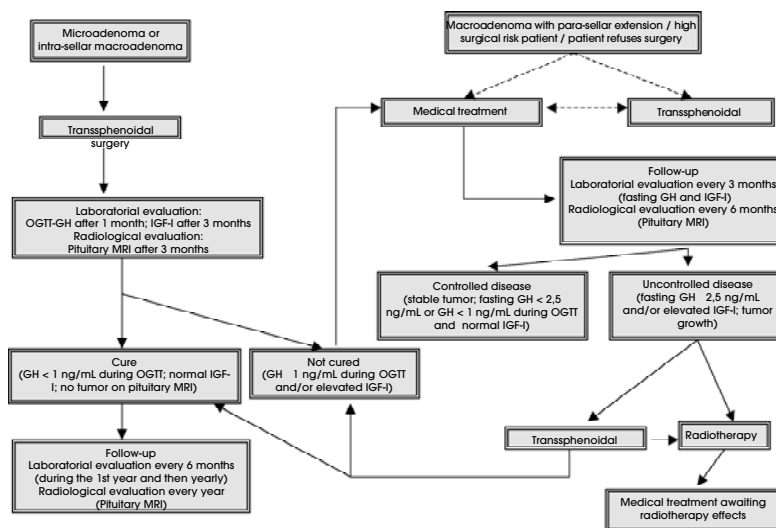 Microadenoma or
intra-sellar macroadenoma
Transsphenoidal
surgery
Laboratorial evaluation:
OGTT-GH after 1 month; IGF-I after 3 months
Radiological evaluation:
Pituitary MRI after 3 months
Cure
(GH < 1 ng/mL during OGTT; normal IGF-
I; no tumor on pituitary MRI)
Not cured
(GH 1 ng/mL during OGTT
and/or elevated IGF-I)
Follow-up
Laboratorial evaluation every 6 months
(during the 1st year and then yearly)
Radiological evaluation every year
(Pituitary MRI)
Macroadenoma with para-sellar extension / high
surgical risk patient / patient refuses surgery
Medical treatment
Transsphenoidal
Follow-up
Laboratorial evaluation every 3 months
(fasting GH and IGF-I)
Radiological evaluation every 6 months
(Pituitary MRI)
Controlled disease
(stable tumor; fasting GH < 2,5
ng/mL or GH < 1 ng/mL during OGTT
and normal IGF-I)
Uncontrolled disease
(fasting GH 2,5 ng/mL
and/or elevated IGF-I; tumor
growth)
Transsphenoidal
Radiotherapy
Medical treatment awaiting
radiotherapy effects